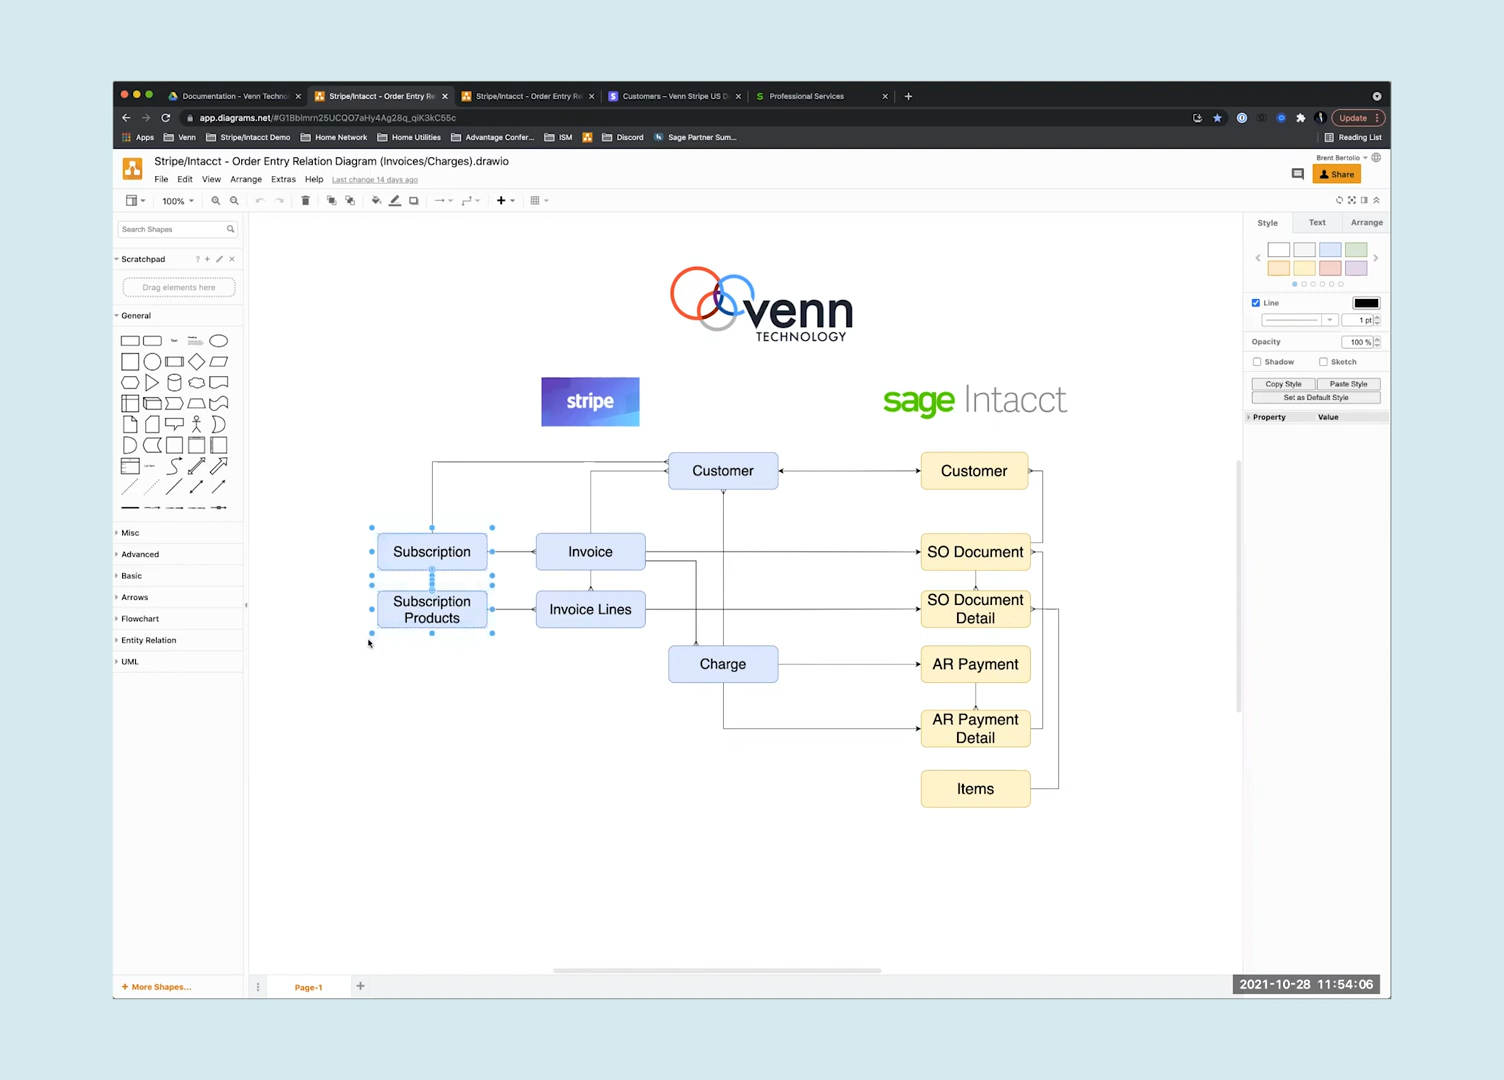 Documentation - Venn Techno
Stripe/Intacct - Order Entry Re
Stripe/Intacct - Order Entry Re
Customers – Venn Stripe US D
Professional Services
app.diagrams.net/#G1Bblmrn25UCQO7aHy4Ag28q_qiK3kC55c
Update
Apps
Venn
Stripe/Intacct Demo
Home Network
Home Utilities
Advantage Confer...
ISM
Discord
Sage Partner Sum...
Reading List
Stripe/Intacct - Order Entry Relation Diagram (Invoices/Charges).drawio
Brent Bertolio
File Edit View Arrange Extras Help Last change 14 days ago
Share
100%
Search Shapes
Scratchpad
Drag elements here
General
Text
Misc
Advanced
Basic
Arrows
Flowchart
Entity Relation
UML
More Shapes...
venn
TECHNOLOGY
stripe
sage Intacct
Customer
Customer
Subscription
Invoice
SO Document
Subscription
Products
Invoice Lines
SO Document
Detail
Charge
AR Payment
AR Payment
Detail
Items
Style Text Arrange
Line
1 pt
Opacity
100 %
Shadow
Sketch
Copy Style
Paste Style
Set as Default Style
Property
Value
Page-1
2021-10-28 11:54:06